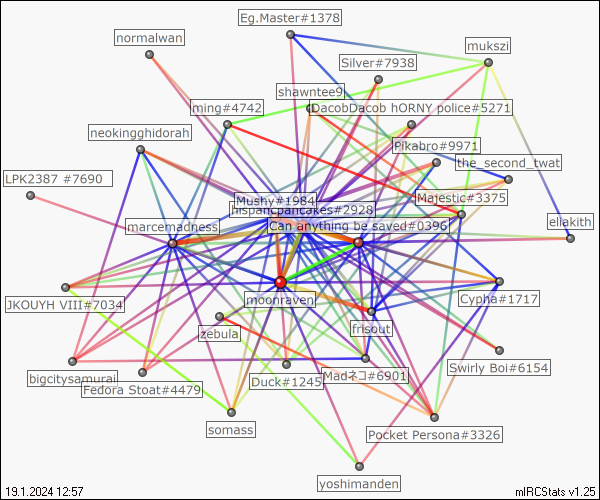 Eg.Master#1378
normalwan
mukszi
Silver#7938
shawntee9
ming#4742
DacobDacob hORNY police#5271
neokingghidorah
Pikabro#9971
the_second_twat
LPK2387 #7690
Majestic#3375
Mushy#1984
hispanicpancakes#2928
Can anything be saved#0396
marcemadness
ellakith
JKOUYH VIII#7034
moonraven
Cypha#1717
zebula
frisout
Swirly Boi#6154
bigcitysamurai
Fedora Stoat#4479
Duck#1245
Madネコ#6901
somass
Pocket Persona#3326
yoshimanden
19.1.2024 12:57
mIRCStats v1.25